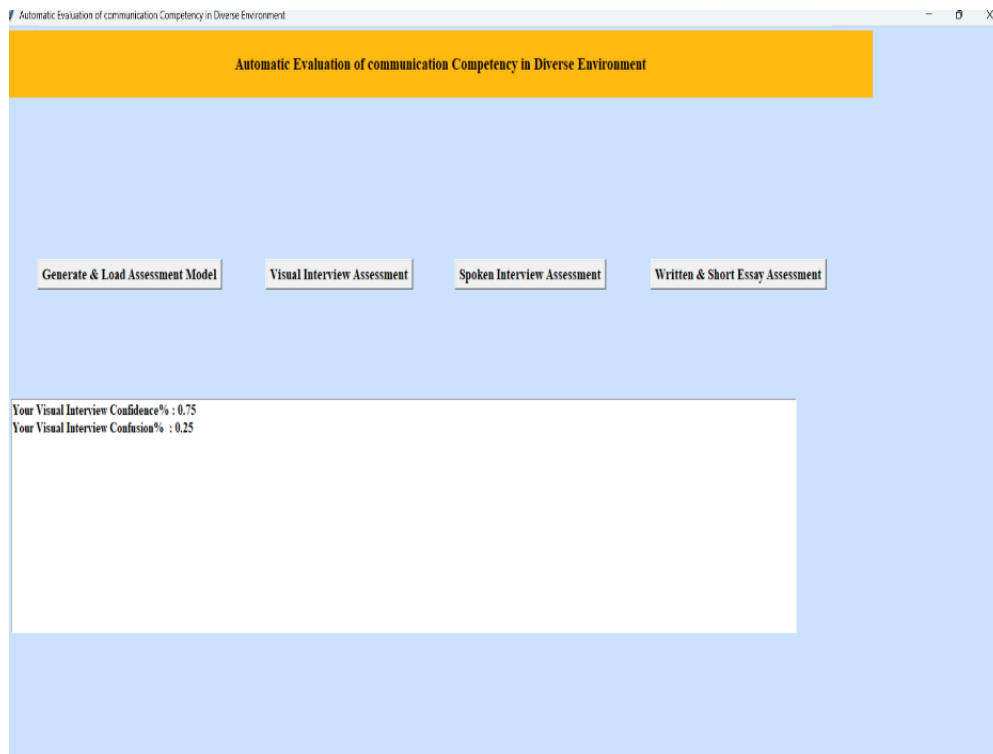 Automatic Evaluation of communication Competency in Diverse Environment
Automatic Evaluation of communication Competency in Diverse Environment
Generate & Load Assessment Model
Visual Interview Assessment
Spoken Interview Assessment
Written & Short Essay Assessment
Your Visual Interview Confidence% : 0.75
Your Visual Interview Confusion%  : 0.25